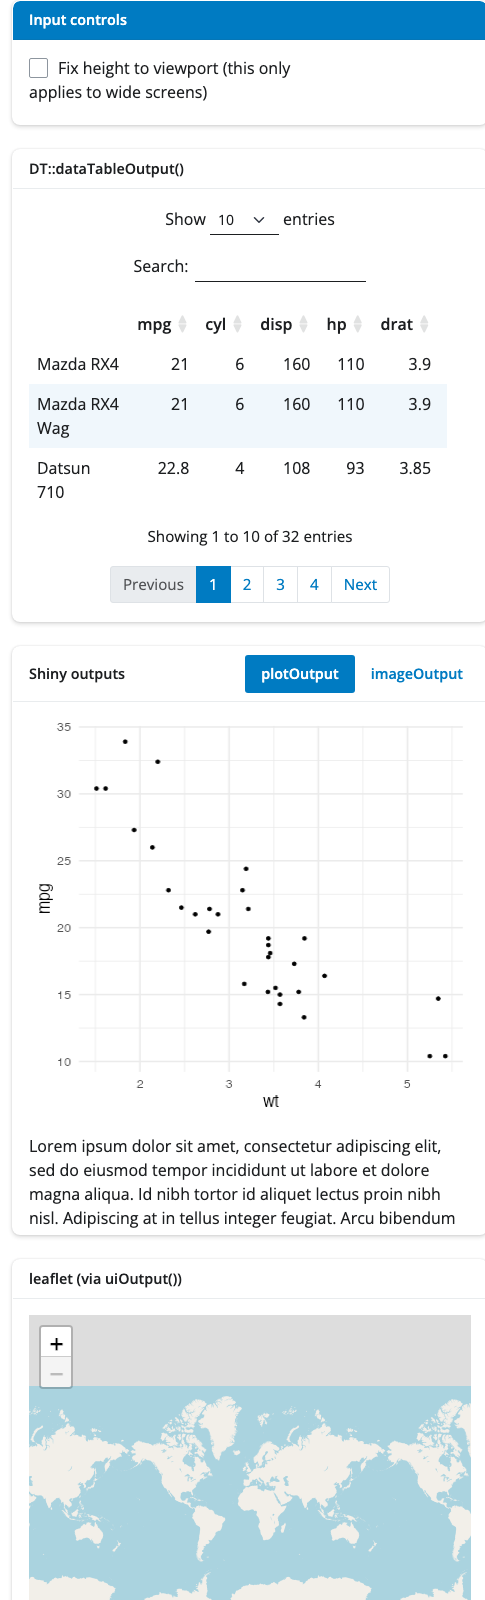 Input controls
Fix height to viewport (this only
applies to wide screens)
DT::dataTableOutput()
Show 10 entries
Search:
mpg cyl disp hp drat
Mazda RX4 21 6 160 110 3.9
Mazda RX4 21 6 160 110 3.9
Wag
Datsun 22.8 4 108 93 3.85
710
Showing 1 to 10 of 32 entries
Previous 1 2 3 4 Next
Shiny outputs plotOutput imageOutput
35
30
25
20
15
10
mpg
2 3 4 5
wt
Lorem ipsum dolor sit amet, consectetur adipiscing elit,
sed do eiusmod tempor incididunt ut labore et dolore
magna aliqua. Id nibh tortor id aliquet lectus proin nibh
nisl. Adipiscing at in tellus integer feugiat. Arcu bibendum
leaflet (via uiOutput())
+
−